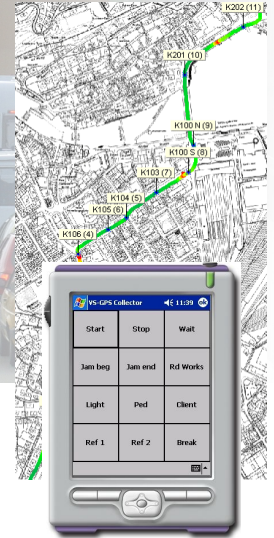 K202 (11)
K201 (10)
K100 N (9)
K100 S (8)
K103 (7)
K104 (5)
K105 (6)
K106 (4)
VS-GPS Collector 11:39 ok
Start Stop Wait
Jam beg Jam end Rd Works
Light Ped Client
Ref 1 Ref 2 Break